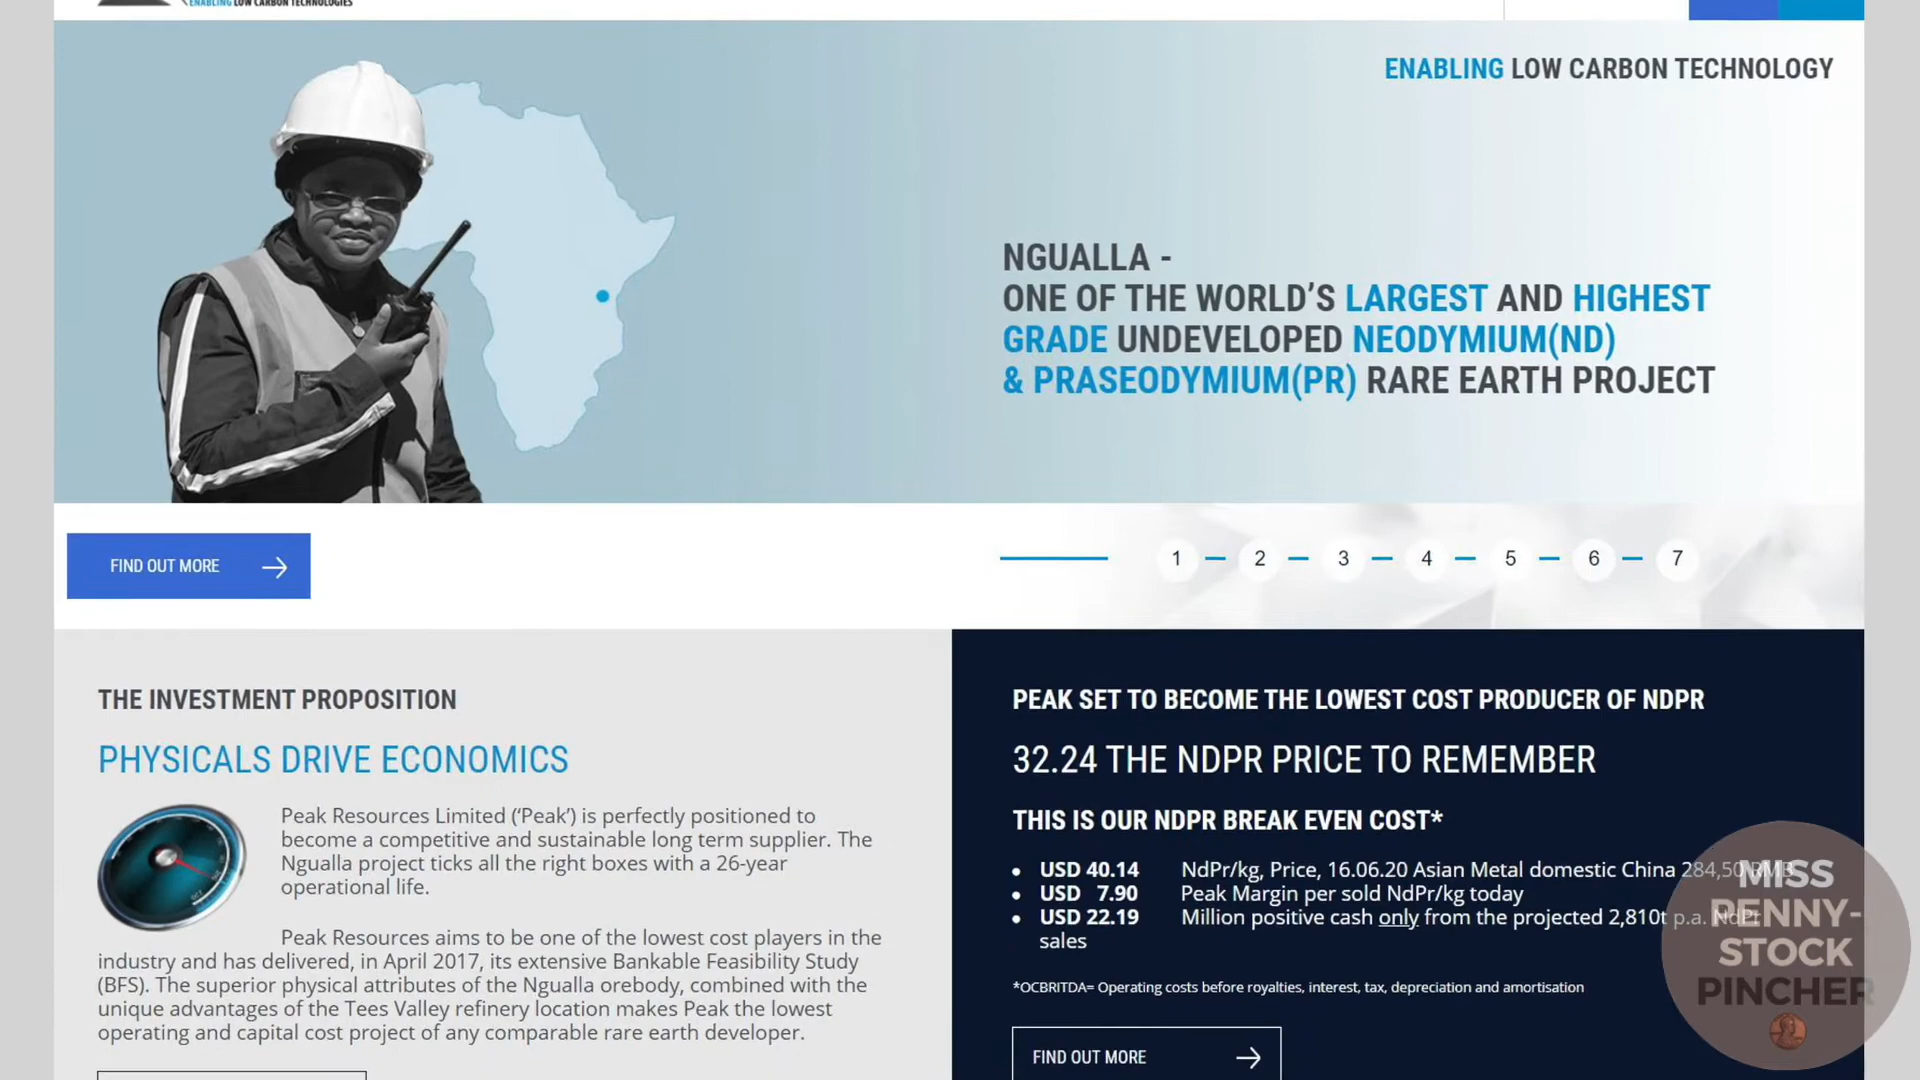 ENABLING LOW CARBON TECHNOLOGIES
ENABLING LOW CARBON TECHNOLOGY
NGUALLA -
ONE OF THE WORLD’S LARGEST AND HIGHEST
GRADE UNDEVELOPED NEODYMIUM(ND)
& PRASEODYMIUM(PR) RARE EARTH PROJECT
FIND OUT MORE
1 2 3 4 5 6 7
THE INVESTMENT PROPOSITION
PHYSICALS DRIVE ECONOMICS
Peak Resources Limited (‘Peak’) is perfectly positioned to
become a competitive and sustainable long term supplier. The
Ngualla project ticks all the right boxes with a 26-year
operational life.
Peak Resources aims to be one of the lowest cost players in the
industry and has delivered, in April 2017, its extensive Bankable Feasibility Study
(BFS). The superior physical attributes of the Ngualla orebody, combined with the
unique advantages of the Tees Valley refinery location makes Peak the lowest
operating and capital cost project of any comparable rare earth developer.
PEAK SET TO BECOME THE LOWEST COST PRODUCER OF NDPR
32.24 THE NDPR PRICE TO REMEMBER
THIS IS OUR NDPR BREAK EVEN COST*
USD 40.14 NdPr/kg, Price, 16.06.20 Asian Metal domestic China 284,50 RMB
USD 7.90 Peak Margin per sold NdPr/kg today
USD 22.19 Million positive cash only from the projected 2,810t p.a. NdPr
sales
*OCBRITDA= Operating costs before royalties, interest, tax, depreciation and amortisation
FIND OUT MORE
MISS
PENNY-
STOCK
PINCHER